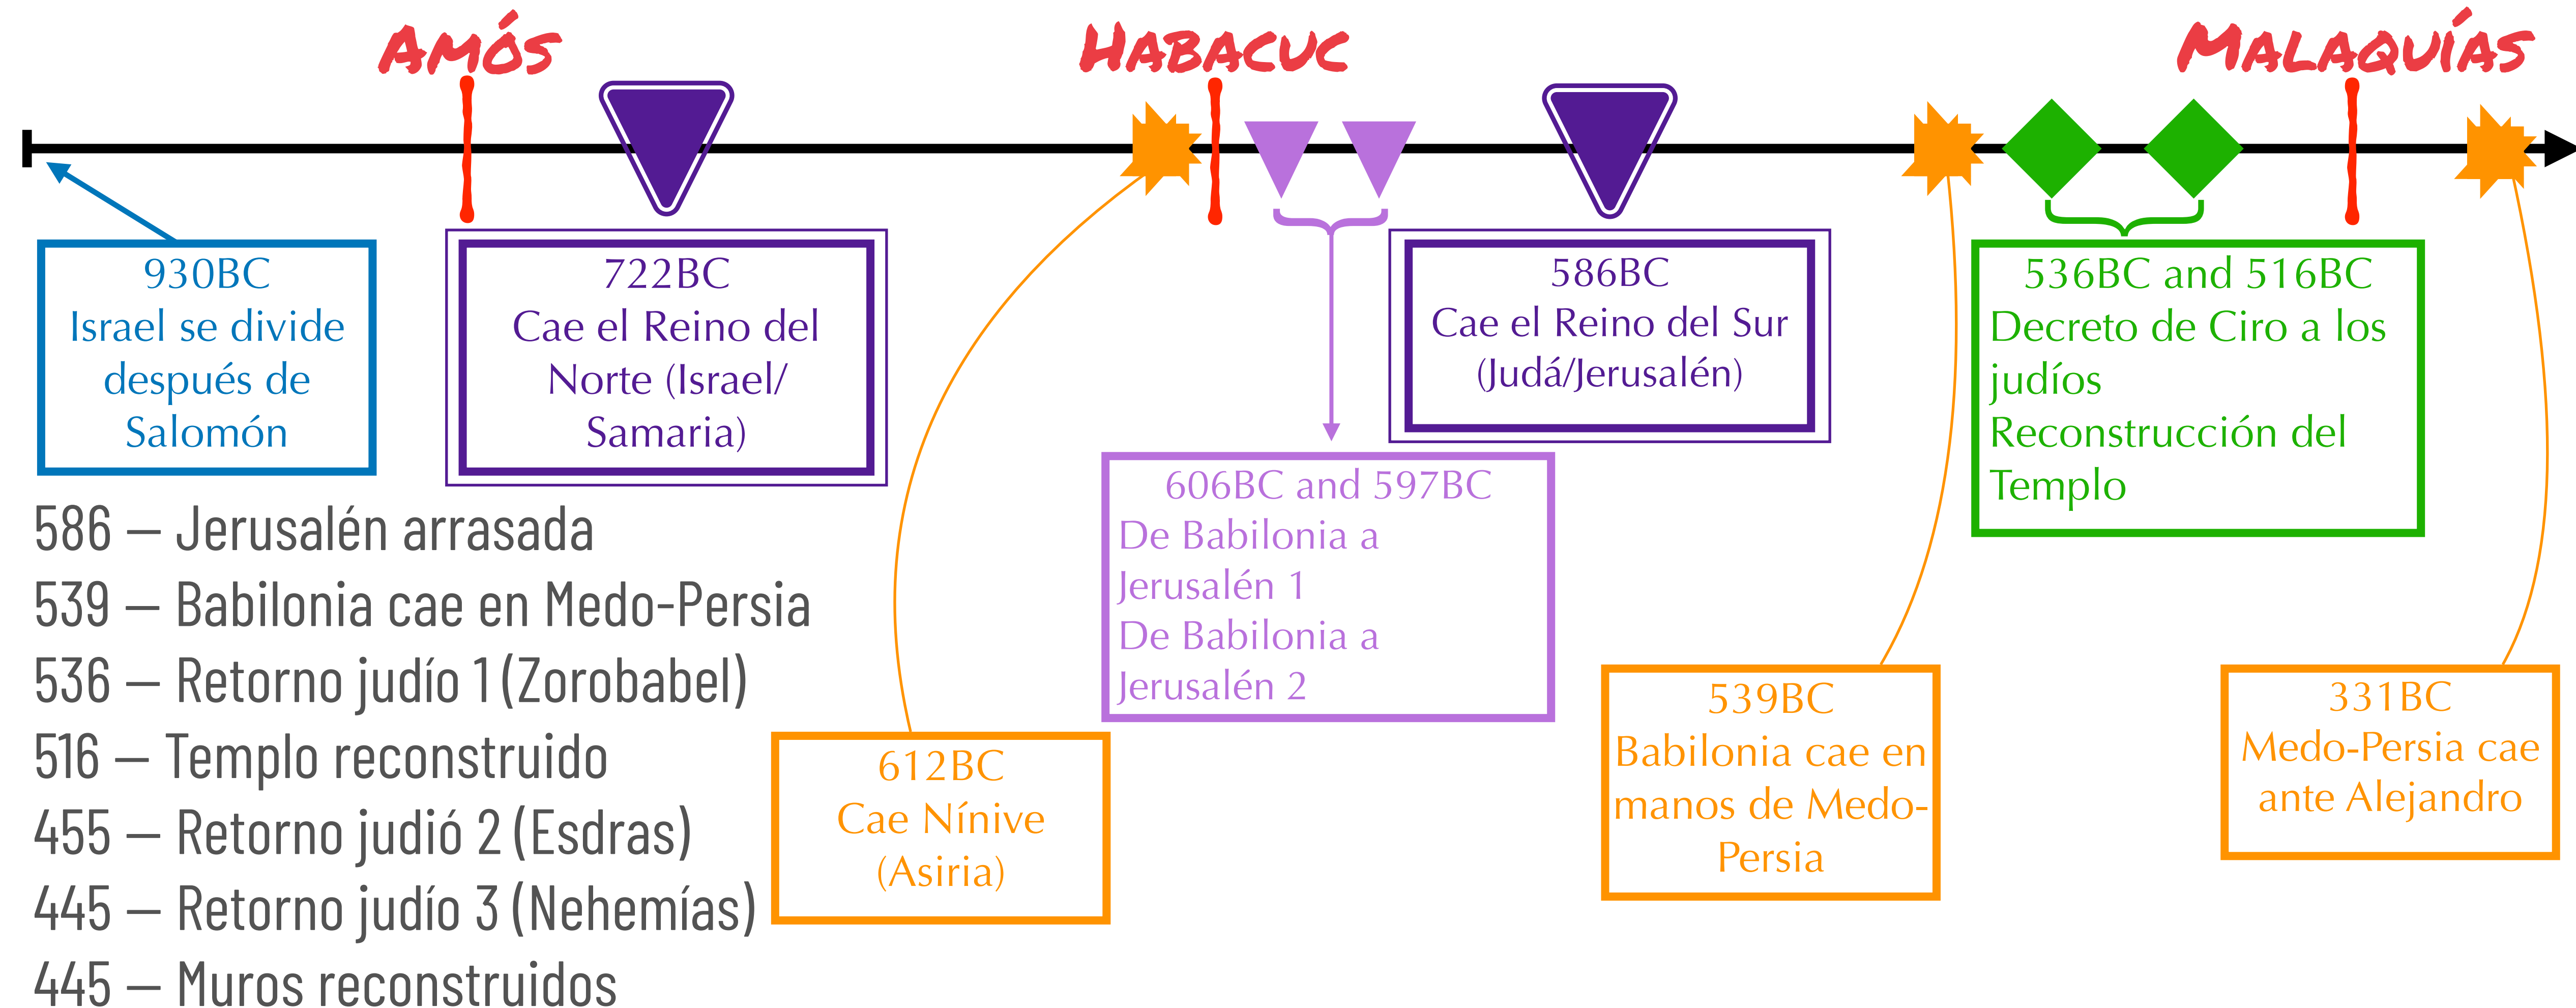 Amós
Habacuc
Malaquías
930BC
Israel se divide
después de
Salomón
722BC
Cae el Reino del
Norte (Israel/
Samaria)
586BC
Cae el Reino del Sur
(Judá/Jerusalén)
536BC and 516BC
Decreto de Ciro a los
judíos
Reconstrucción del
Templo
606BC and 597BC
De Babilonia a
Jerusalén 1
De Babilonia a
Jerusalén 2
612BC
Cae Nínive
(Asiria)
539BC
Babilonia cae en
manos de Medo-
Persia
331BC
Medo-Persia cae
ante Alejandro
586 – Jerusalén arrasada
539 – Babilonia cae en Medo-Persia
536 – Retorno judío 1 (Zorobabel)
516 – Templo reconstruido
455 – Retorno judió 2 (Esdras)
445 – Retorno judío 3 (Nehemías)
445 – Muros reconstruidos